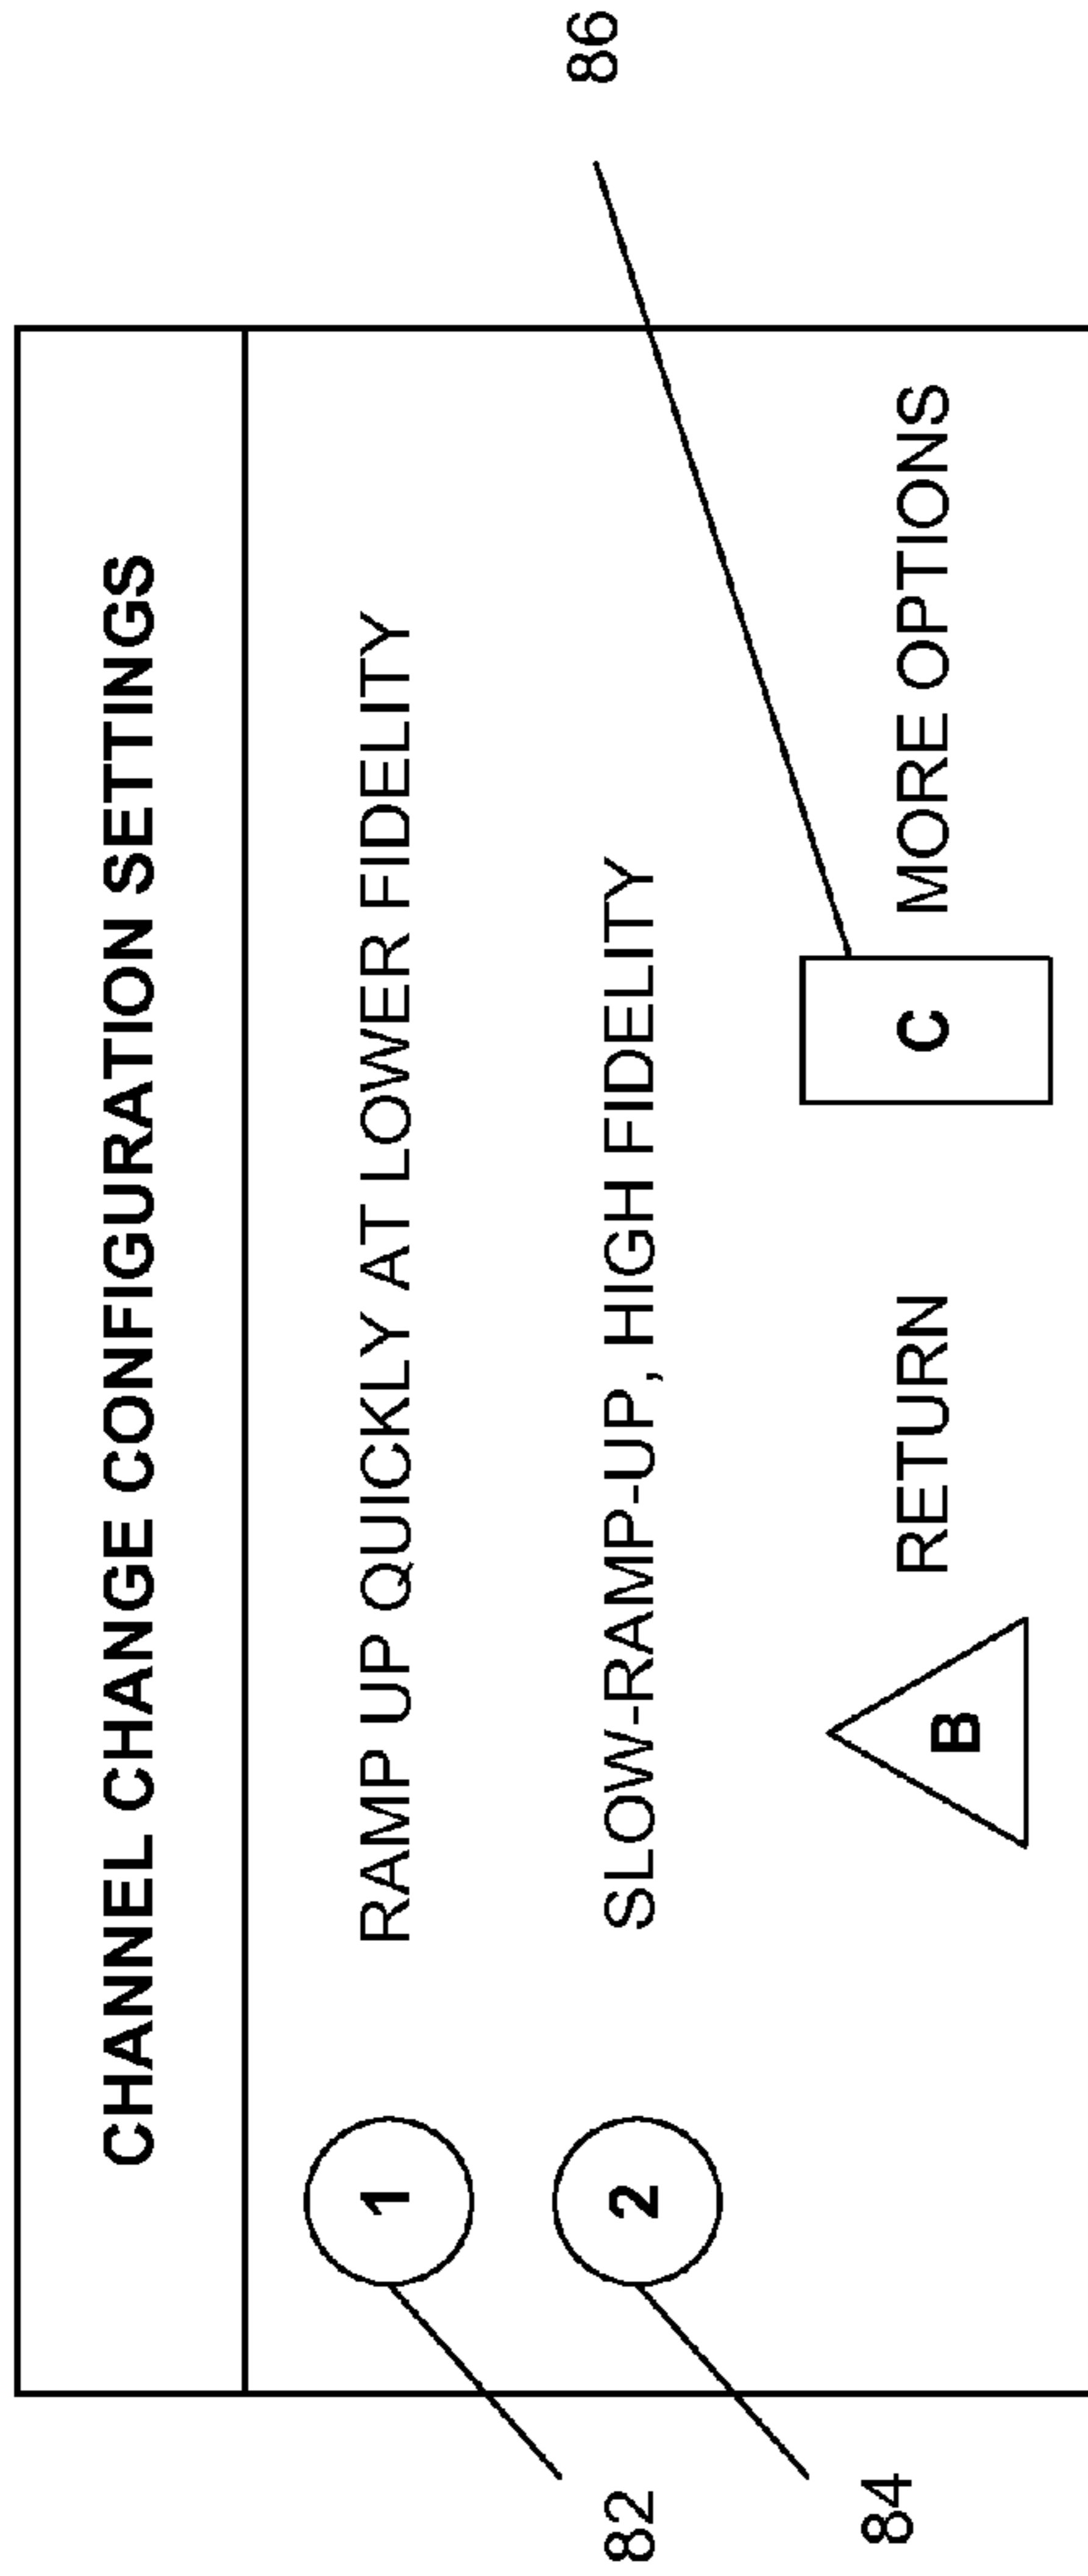 CHANNEL CHANGE CONFIGURATION SETTINGS
1 RAMP UP QUICKLY AT LOWER FIDELITY
82
2 SLOW-RAMP-UP, HIGH FIDELITY
84
B RETURN C MORE OPTIONS
86